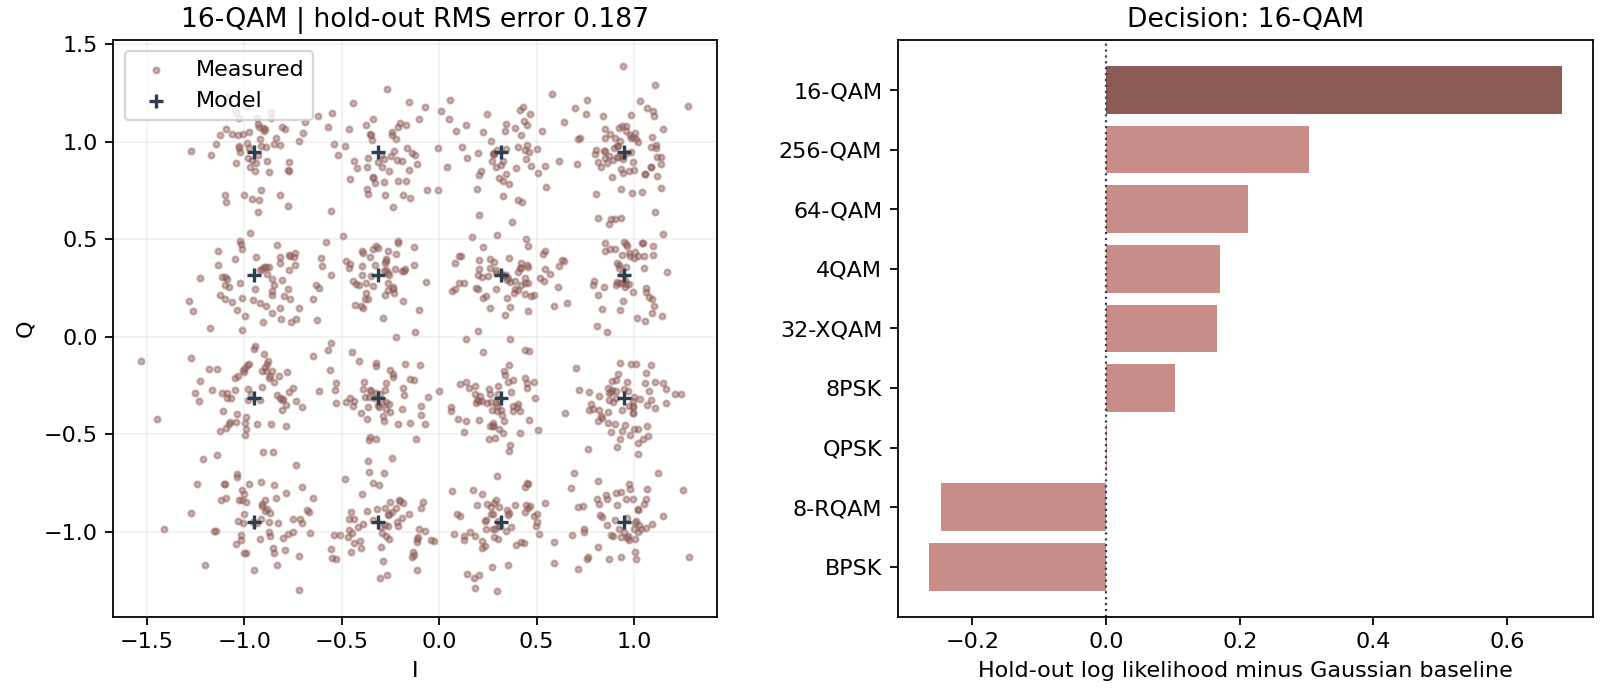 16-QAM | hold-out RMS error 0.187
Measured
Model
1.5
1.0
0.5
0.0
−0.5
−1.0
Q
−1.5
−1.0
−0.5
0.0
0.5
1.0
I
Decision: 16-QAM
16-QAM
256-QAM
64-QAM
4QAM
32-XQAM
8PSK
QPSK
8-RQAM
BPSK
−0.2
0.0
0.2
0.4
0.6
Hold-out log likelihood minus Gaussian baseline